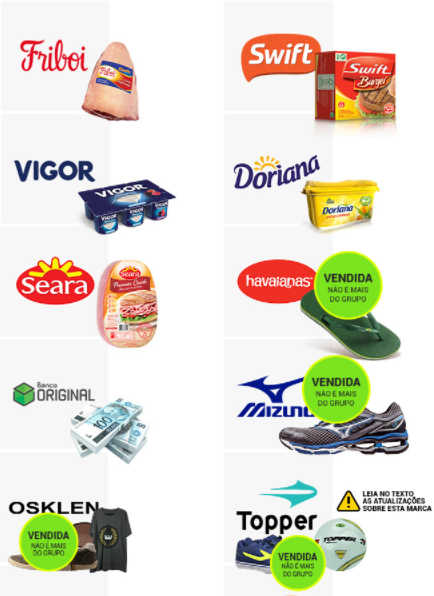 Friboi
Friboi
Swift
Swift
Burger
VIGOR
VIGOR
Doriana
Doriana
Seara
Seara
havaianas
VENDIDA
NÃO É MAIS
DO GRUPO
Banco
ORIGINAL
100
100
MIZUNO
VENDIDA
NÃO É MAIS
DO GRUPO
OSKLEN
VENDIDA
NÃO É MAIS
DO GRUPO
Topper
TOPPER
VENDIDA
NÃO É MAIS
DO GRUPO
LEIA NO TEXTO
AS ATUALIZAÇÕES
SOBRE ESTA MARCA